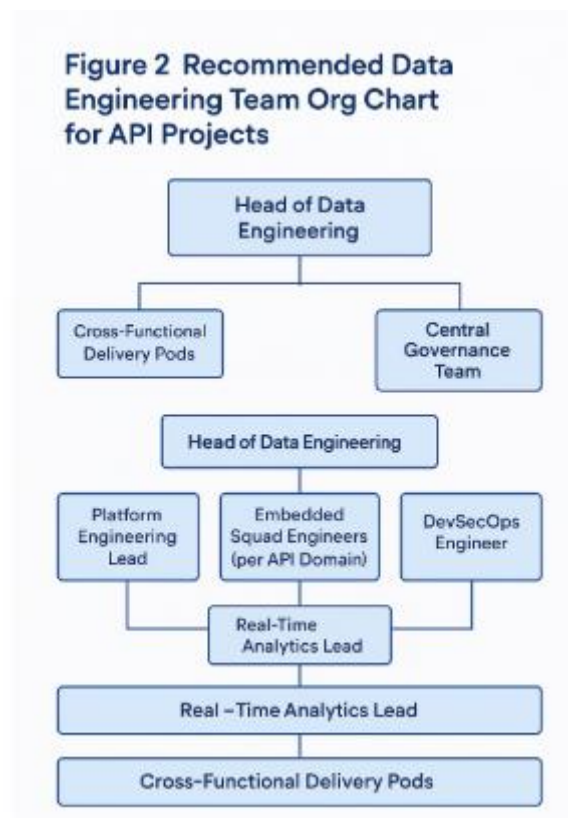 Figure 2 Recommended Data
Engineering Team Org Chart
for API Projects
Head of Data
Engineering
Cross-Functional
Delivery Pods
Central
Governance
Team
Head of Data Engineering
Platform
Engineering
Lead
Embedded
Squad Engineers
(per API Domain)
DevSecOps
Engineer
Real-Time
Analytics Lead
Real –Time Analytics Lead
Cross-Functional Delivery Pods